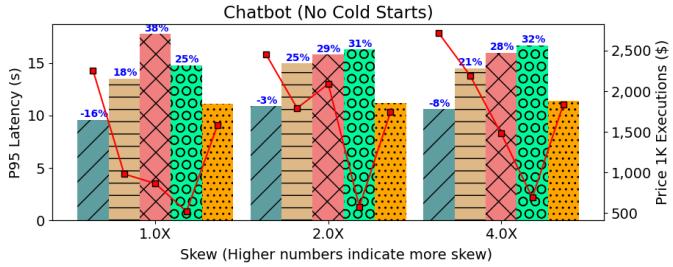 Chatbot (No Cold Starts)
38%
-16% 18% 25%
-3% 25% 29% 31%
-8% 21% 28% 32%
P95 Latency (s)
15
10
5
0
2,500
2,000
1,500
1,000
500
Price 1K Executions ($)
1.0X 2.0X 4.0X
Skew (Higher numbers indicate more skew)